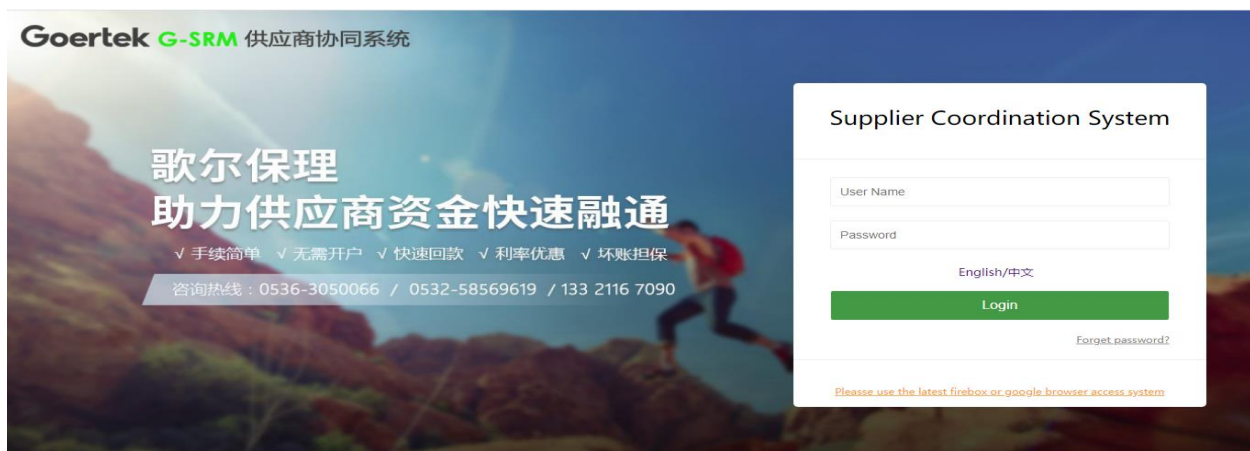 Goertek G-SRM 供应商协同系统
歌尔保理
助力供应商资金快速融通
√ 手续简单 √ 无需开户 √ 快速回款 √ 利率优惠 √ 坏账担保
咨询热线：0536-3050066 / 0532-58569619 / 133 2116 7090
Supplier Coordination System
User Name
Password
English/中文
Login
Forget password?
Pleasse use the latest firebox or google browser access system